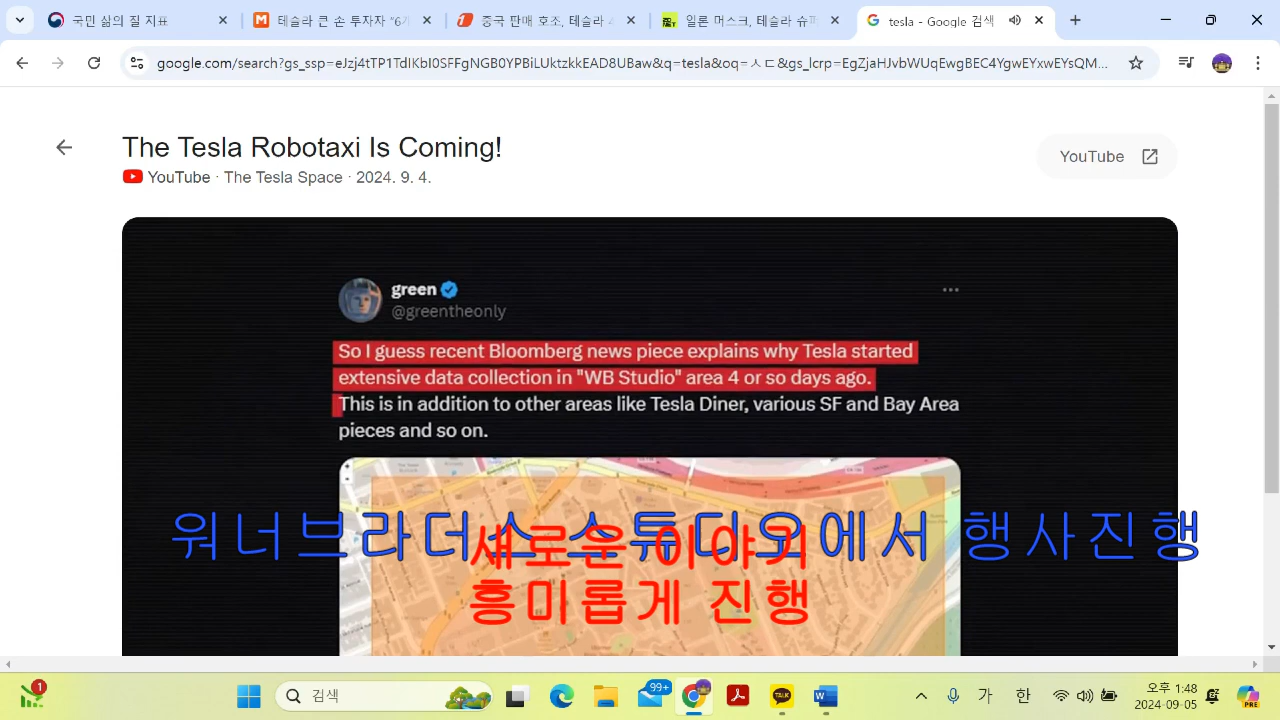 국민 삶의 질 지표
테슬라 큰 손 투자자 "6
중국 판매 호소, 테슬라
일론 머스크, 테슬라 슈퍼
tesla - Google 검색
google.com/search?gs_ssp=eJzj4tTP1TdIKbI0SFFgNGB0YPBiLUktzkkEAD8UBaw&q=tesla&oq=ㅅㄷ&gs_lcrp=EgZjaHJvbWUqEwgBEC4YgwEYxwEYsQM...
The Tesla Robotaxi Is Coming!
YouTube · The Tesla Space · 2024. 9. 4.
YouTube
green
@greentheonly
So I guess recent Bloomberg news piece explains why Tesla started
extensive data collection in "WB Studio" area 4 or so days ago.
This is in addition to other areas like Tesla Diner, various SF and Bay Area
pieces and so on.
워너브라더스 스튜디오에서 행사진행
새로운 이야기
흥미롭게 진행
1
검색
99+
TALK
가
한
오후 1:48
2024-09-05
PRE